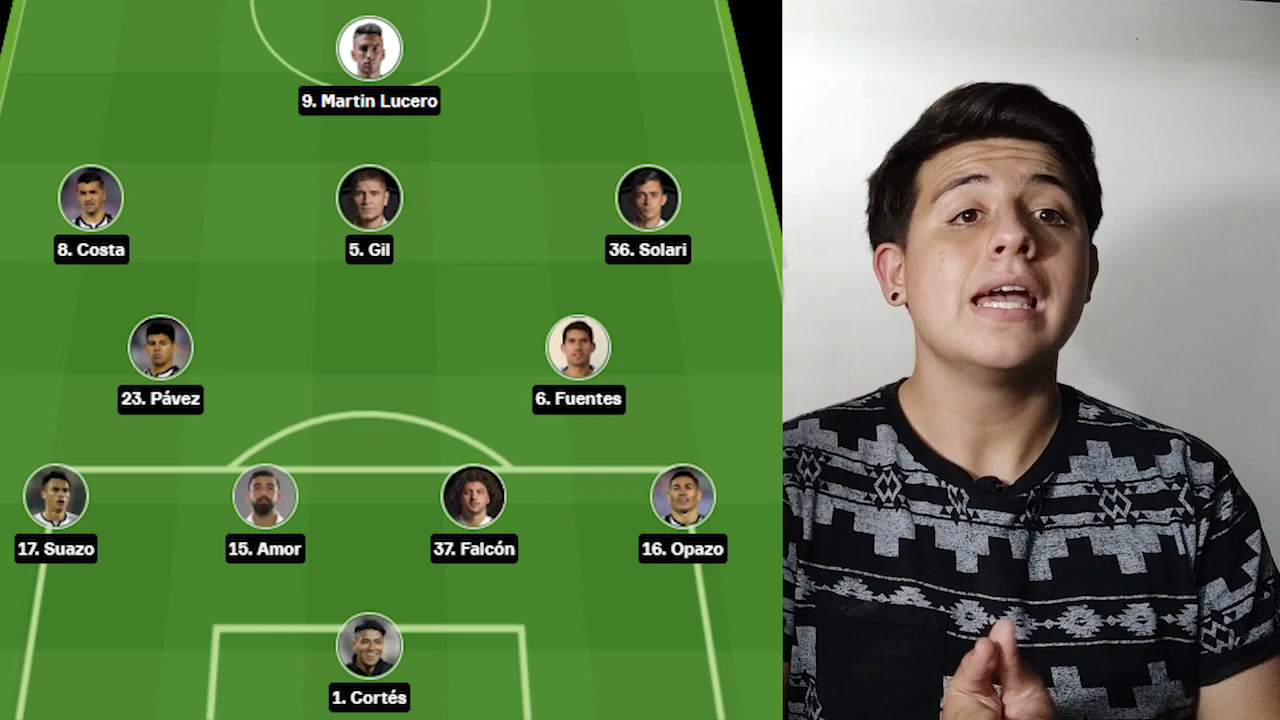 9. Martin Lucero
8. Costa
5. Gil
36. Solari
23. Pávez
6. Fuentes
17. Suazo
15. Amor
37. Falcón
16. Opazo
1. Cortés